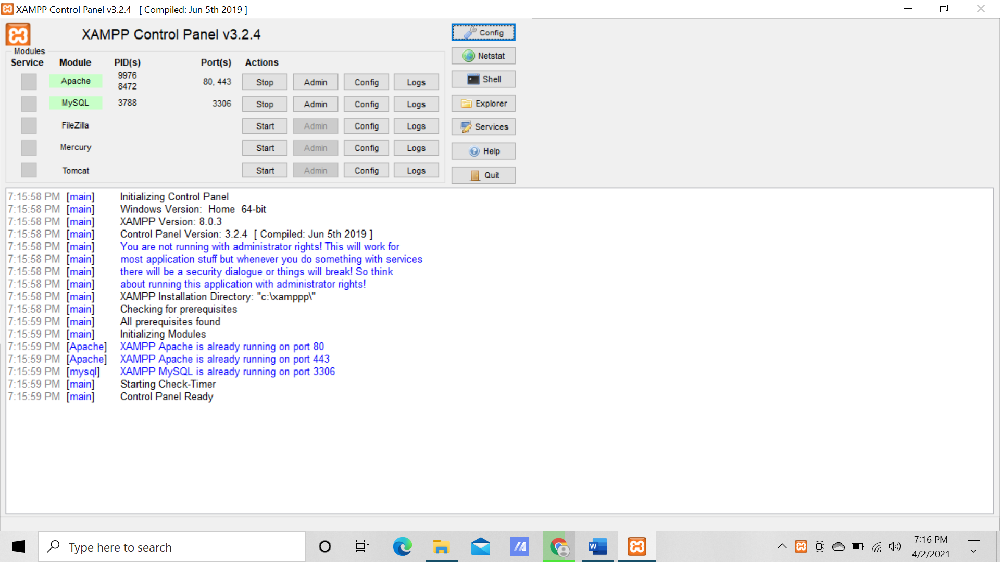 XAMPP Control Panel v3.2.4 [ Compiled: Jun 5th 2019 ]
XAMPP Control Panel v3.2.4
Config
Modules
Service Module PID(s) Port(s) Actions
Netstat
Apache 9976 8472 80, 443 Stop Admin Config Logs
Shell
MySQL 3788 3306 Stop Admin Config Logs
Explorer
FileZilla Start Admin Config Logs
Services
Mercury Start Admin Config Logs
Help
Tomcat Start Admin Config Logs
Quit
7:15:58 PM [main] Initializing Control Panel
7:15:58 PM [main] Windows Version: Home 64-bit
7:15:58 PM [main] XAMPP Version: 8.0.3
7:15:58 PM [main] Control Panel Version: 3.2.4 [ Compiled: Jun 5th 2019 ]
7:15:58 PM [main] You are not running with administrator rights! This will work for
7:15:58 PM [main] most application stuff but whenever you do something with services
7:15:58 PM [main] there will be a security dialogue or things will break! So think
7:15:58 PM [main] about running this application with administrator rights!
7:15:58 PM [main] XAMPP Installation Directory: "c:\xamppp\"
7:15:58 PM [main] Checking for prerequisites
7:15:59 PM [main] All prerequisites found
7:15:59 PM [main] Initializing Modules
7:15:59 PM [Apache] XAMPP Apache is already running on port 80
7:15:59 PM [Apache] XAMPP Apache is already running on port 443
7:15:59 PM [mysql] XAMPP MySQL is already running on port 3306
7:15:59 PM [main] Starting Check-Timer
7:15:59 PM [main] Control Panel Ready
Type here to search
W
7:16 PM
4/2/2021